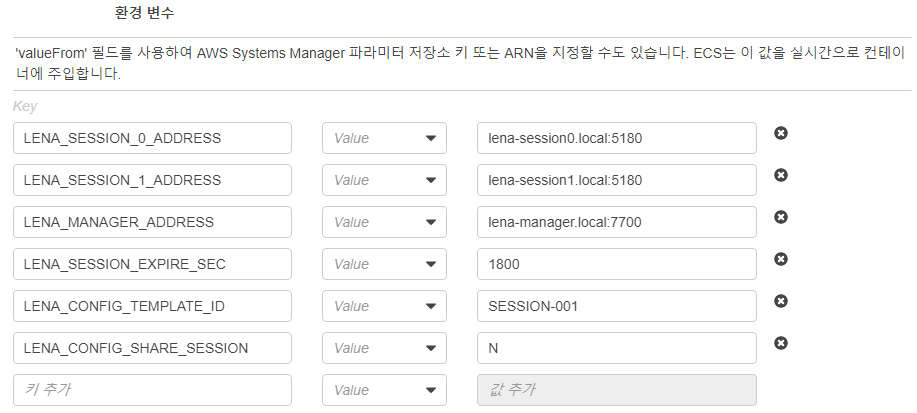 환경 변수
'valueFrom' 필드를 사용하여 AWS Systems Manager 파라미터 저장소 키 또는 ARN을 지정할 수도 있습니다. ECS는 이 값을 실시간으로 컨테이
너에 주입합니다.
Key
LENA_SESSION_0_ADDRESS Value lena-session0.local:5180
LENA_SESSION_1_ADDRESS Value lena-session1.local:5180
LENA_MANAGER_ADDRESS Value lena-manager.local:7700
LENA_SESSION_EXPIRE_SEC Value 1800
LENA_CONFIG_TEMPLATE_ID Value SESSION-001
LENA_CONFIG_SHARE_SESSION Value N
키 추가 Value 값 추가